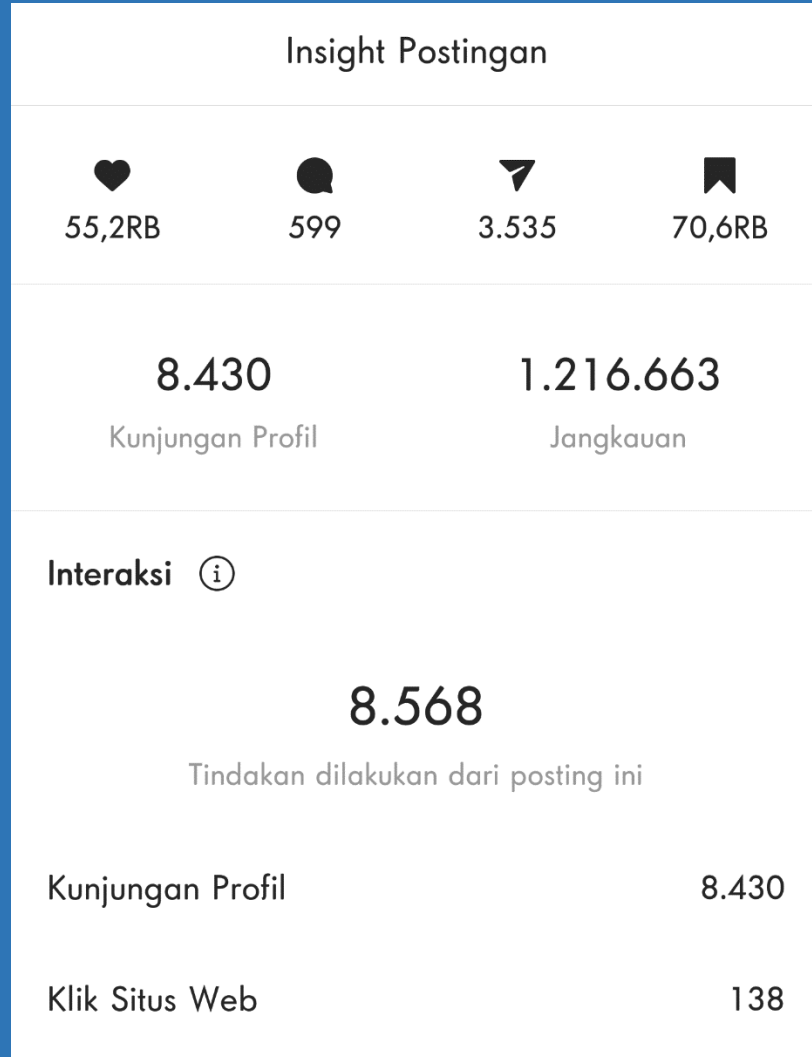 Insight Postingan
55,2RB 599 3.535 70,6RB
8.430 1.216.663
Kunjungan Profil Jangkauan
Interaksi
8.568
Tindakan dilakukan dari posting ini
Kunjungan Profil 8.430
Klik Situs Web 138